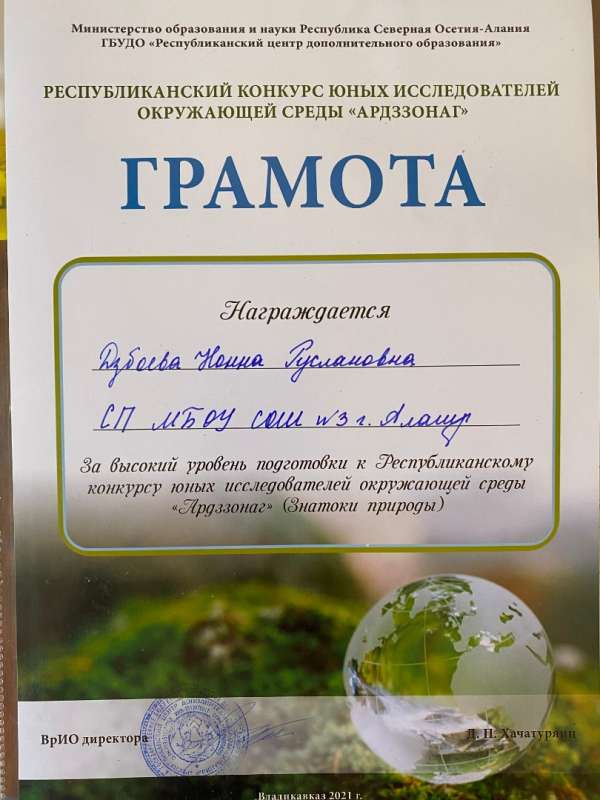 Министерство образования и науки Республика Северная Осетия-Алания
ГБУДО «Республиканский центр дополнительного образования»
РЕСПУБЛИКАНСКИЙ КОНКУРС ЮНЫХ ИССЛЕДОВАТЕЛЕЙ
ОКРУЖАЮЩЕЙ СРЕДЫ «АРДЗЗОНАГ»
ГРАМОТА
Награждается
Дзбоева Нонна Руслановна
СП МБОУ СОШ №3 г. Алагир
За высокий уровень подготовки к Республиканскому
конкурсу юных исследователей окружающей среды
«Ардззонаг» (Знатоки природы)
ВрИО директора
Д. П. Хачатурянц
Владикавказ 2021 г.